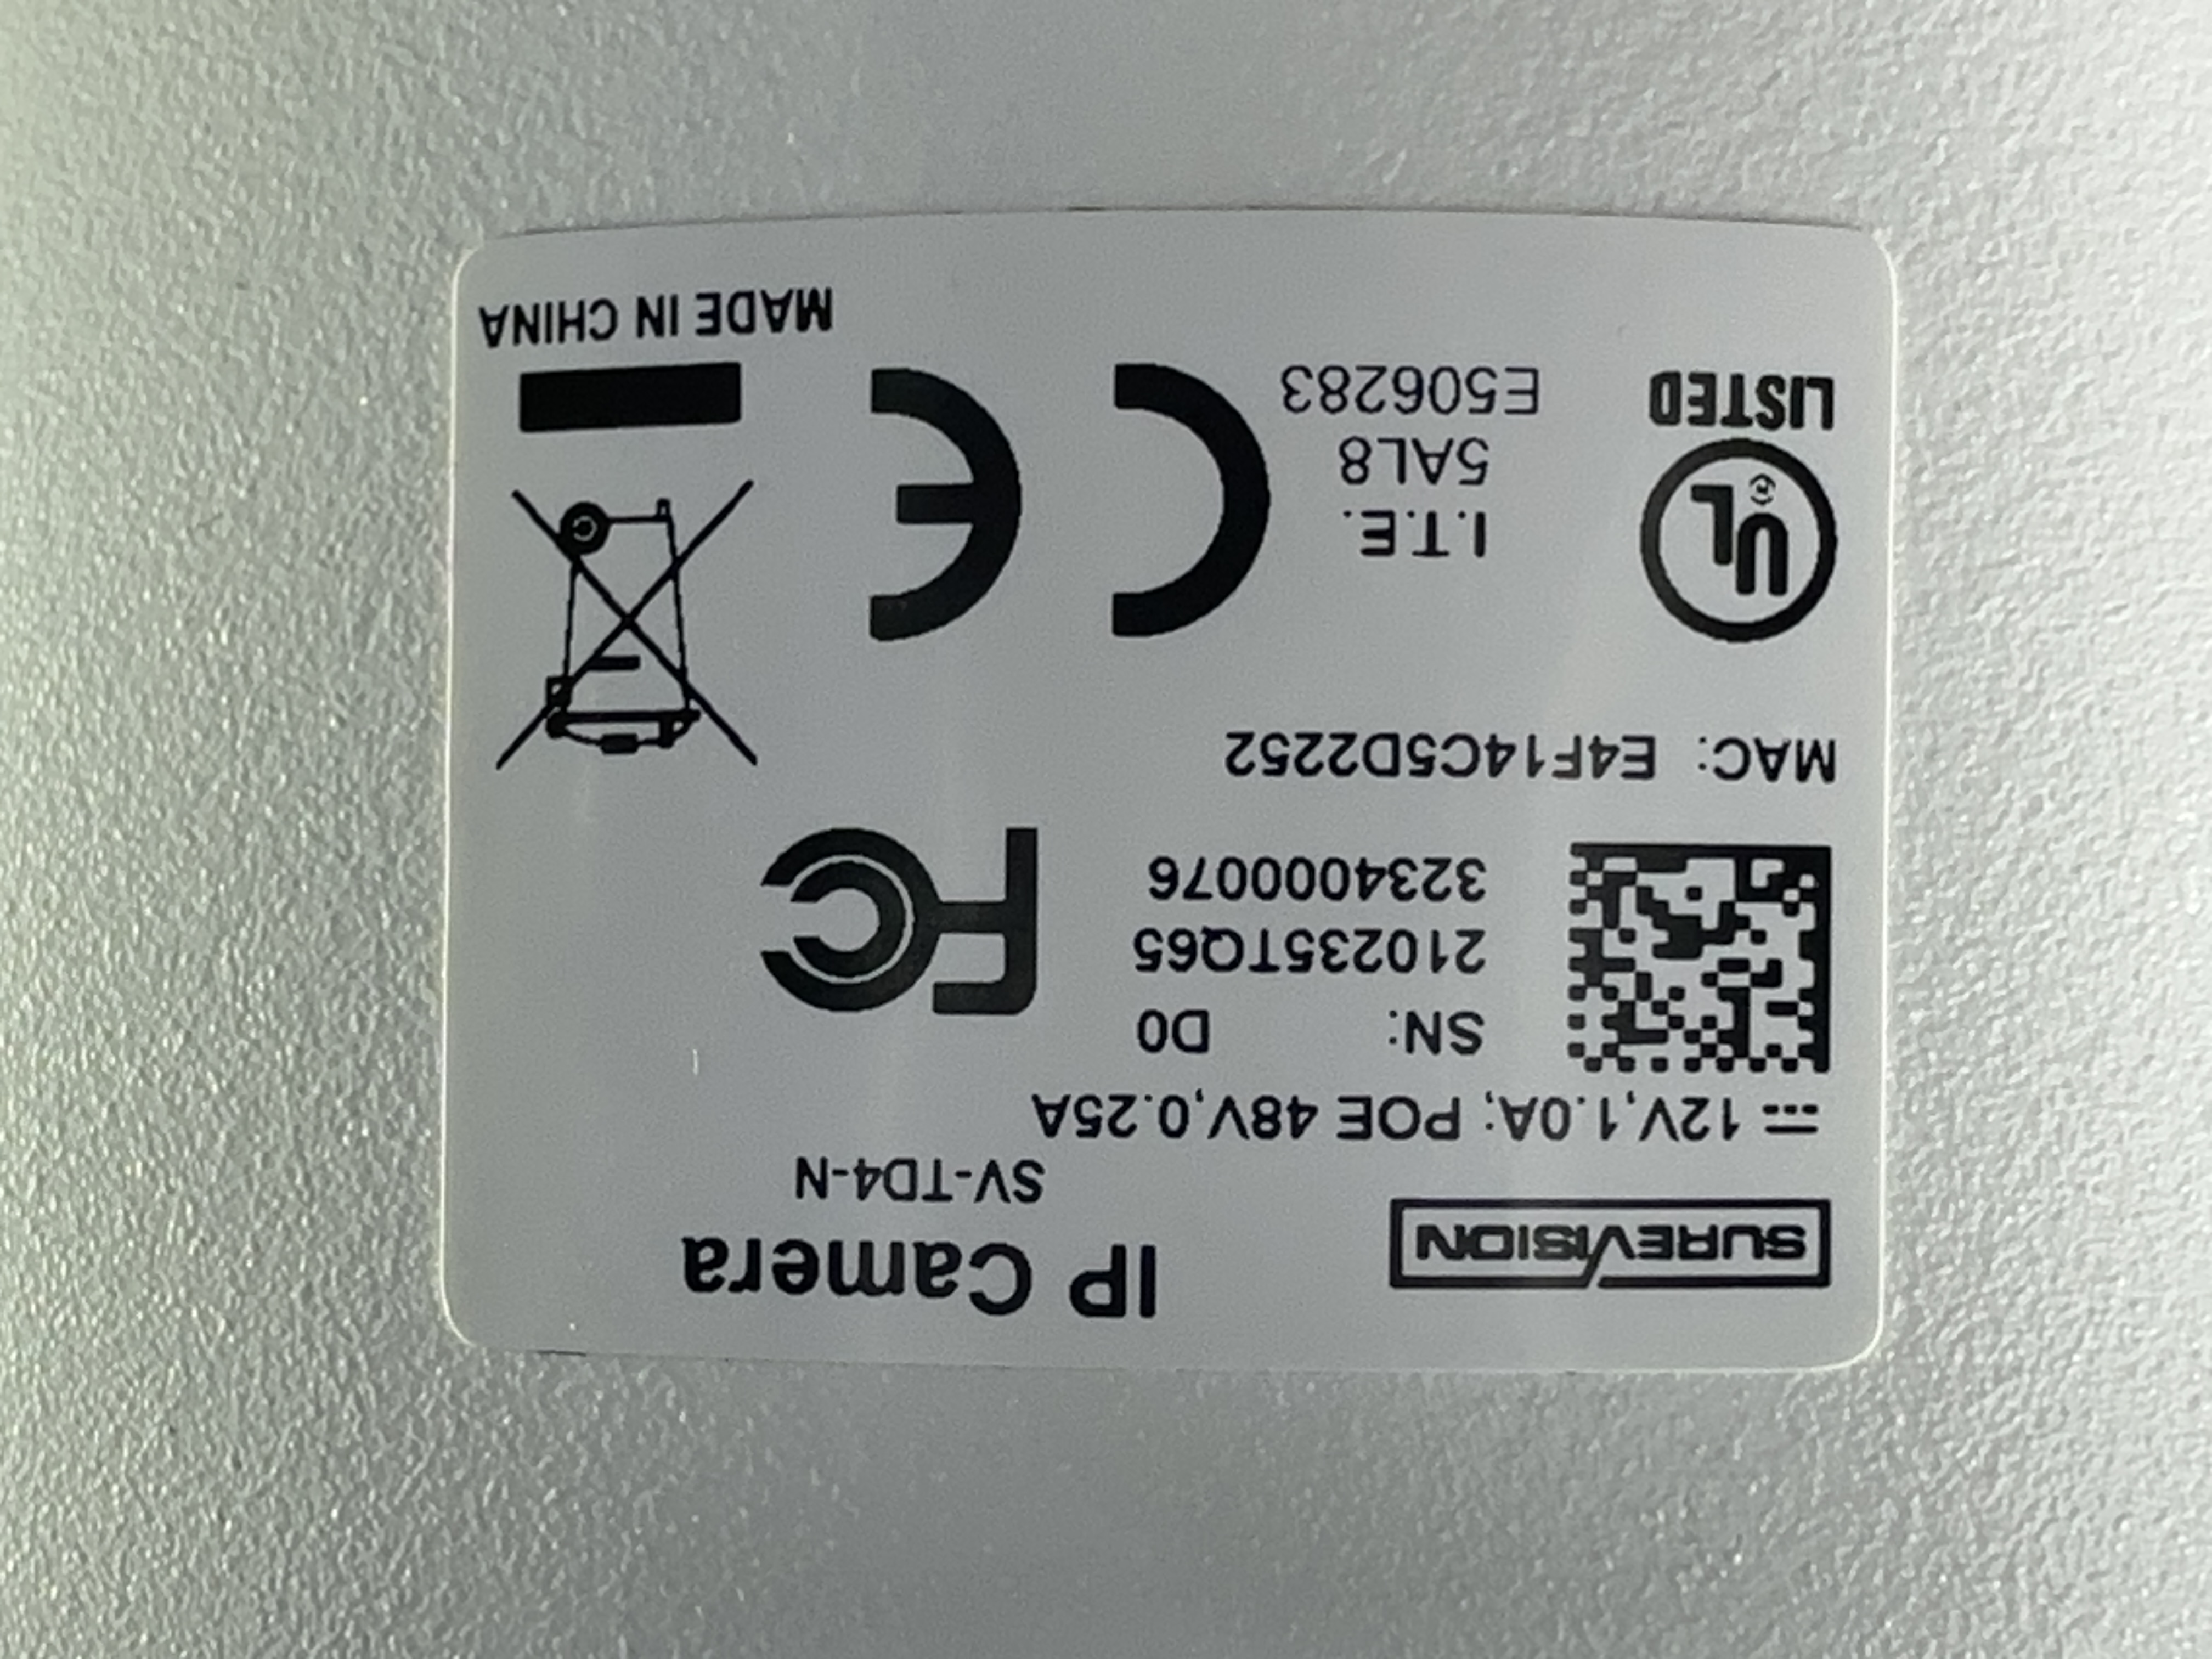 SUREVISION
IP Camera
SV-TD4-N
⎓ 12V,1.0A; POE 48V,0.25A
SN: D0
210235TQ65
3234000076
FC
MAC: E4F14C5D2252
UL
LISTED
I.T.E.
5AL8
E506283
CE
MADE IN CHINA